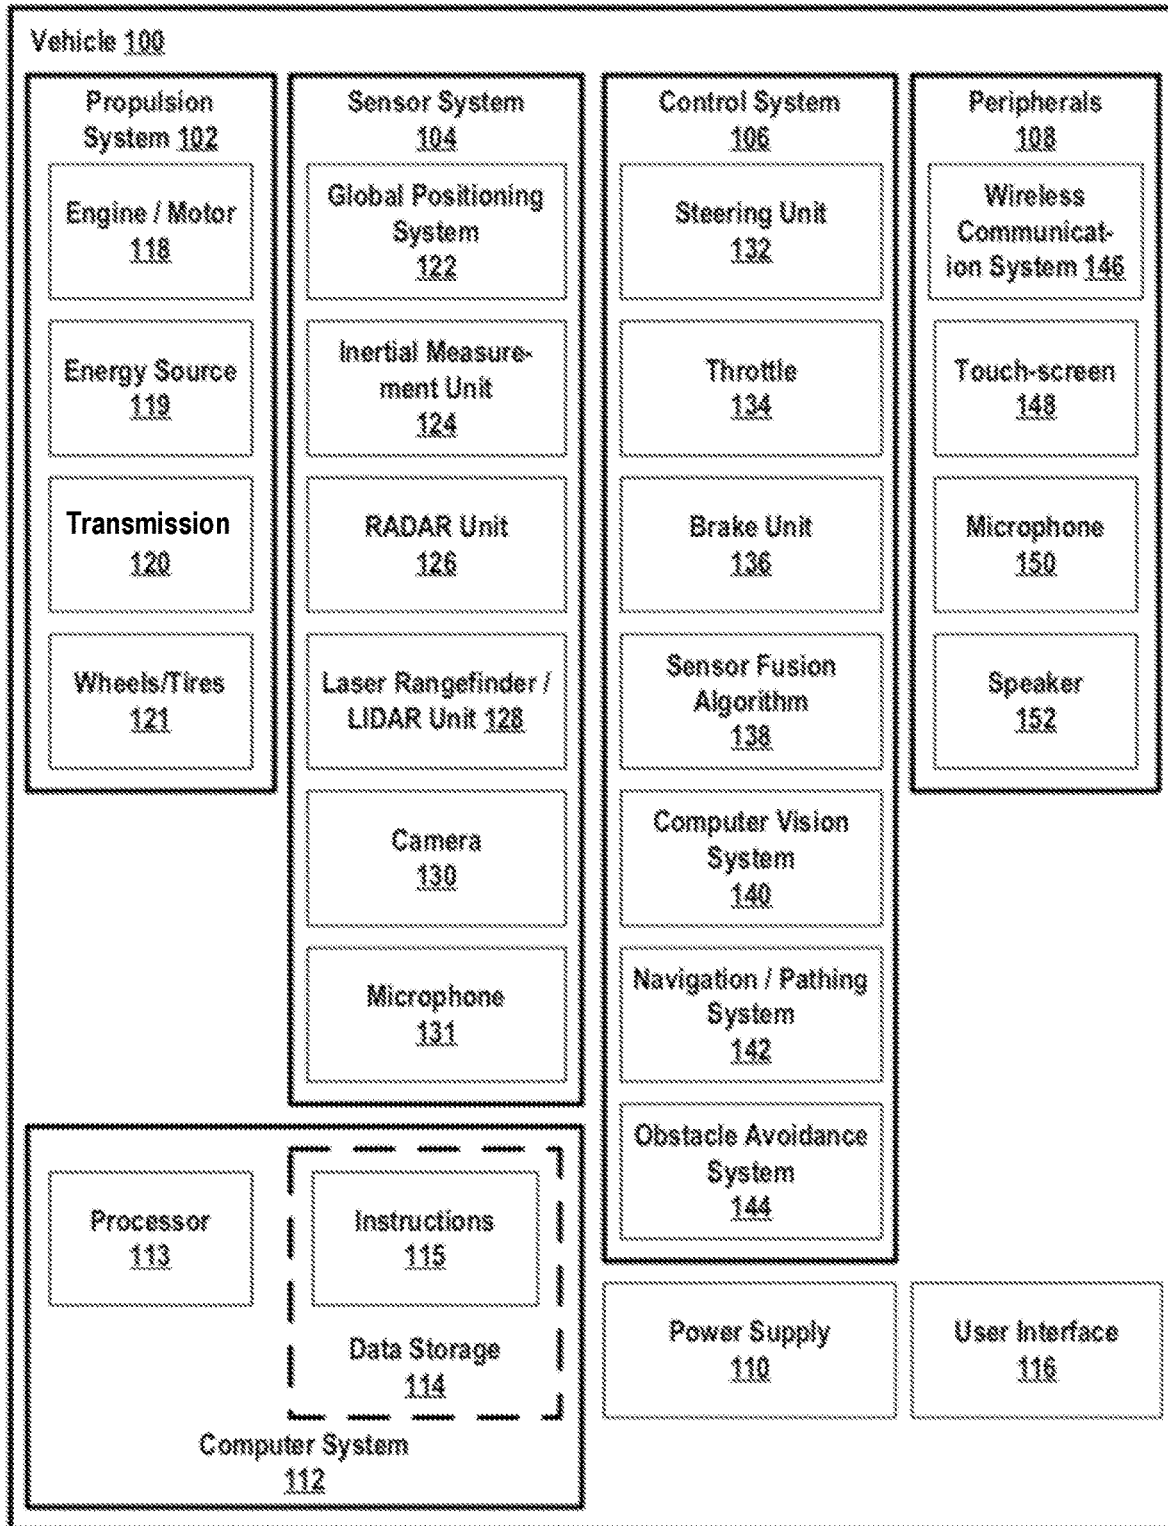 Vehicle 100
Propulsion
System 102
Engine / Motor
118
Energy Source
119
Transmission
120
Wheels/Tires
121
Sensor System
104
Global Positioning
System
122
Inertial Measure-
ment Unit
124
RADAR Unit
126
Laser Rangefinder /
LIDAR Unit 128
Camera
130
Microphone
131
Control System
106
Steering Unit
132
Throttle
134
Brake Unit
136
Sensor Fusion
Algorithm
138
Computer Vision
System
140
Navigation / Pathing
System
142
Obstacle Avoidance
System
144
Peripherals
108
Wireless
Communicat-
ion System 146
Touch-screen
148
Microphone
150
Speaker
152
Processor
113
Instructions
115
Data Storage
114
Computer System
112
Power Supply
110
User Interface
116